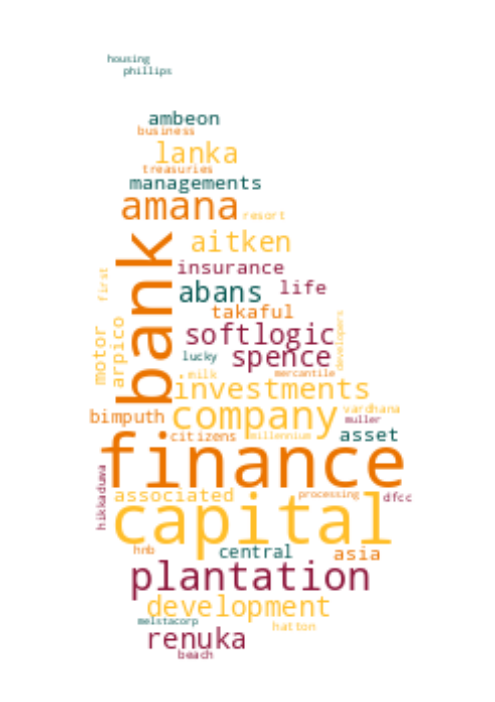 housing
phillips
ambeon
business
lanka
treasuries
managements
amana resort
aitken
bank
first
insurance
abans life
takaful
motor
arpico
softlogic
developers
lucky spence
milk mercantile
investments
bimputh company vardhana
muller
citizens millennium asset
finance
hikkaduwa
associated processing dfcc
capital
hnb central asia
plantation
development
melstacorp hatton
renuka
beach